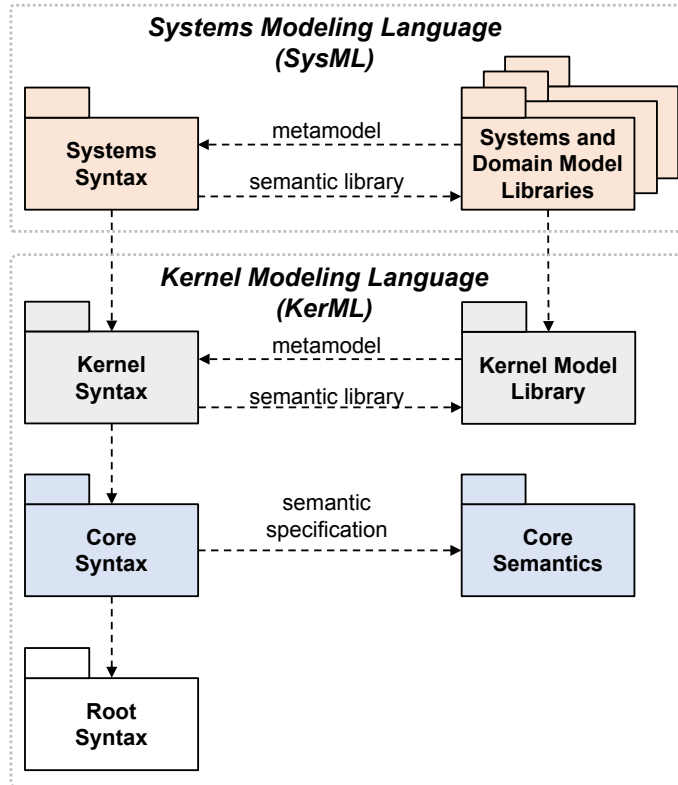 Systems Modeling Language
(SysML)
metamodel
Systems
Syntax
Systems and
Domain Model
Libraries
semantic library
Kernel Modeling Language
(KerML)
metamodel
Kernel
Syntax
Kernel Model
Library
semantic library
semantic
specification
Core
Syntax
Core
Semantics
Root
Syntax